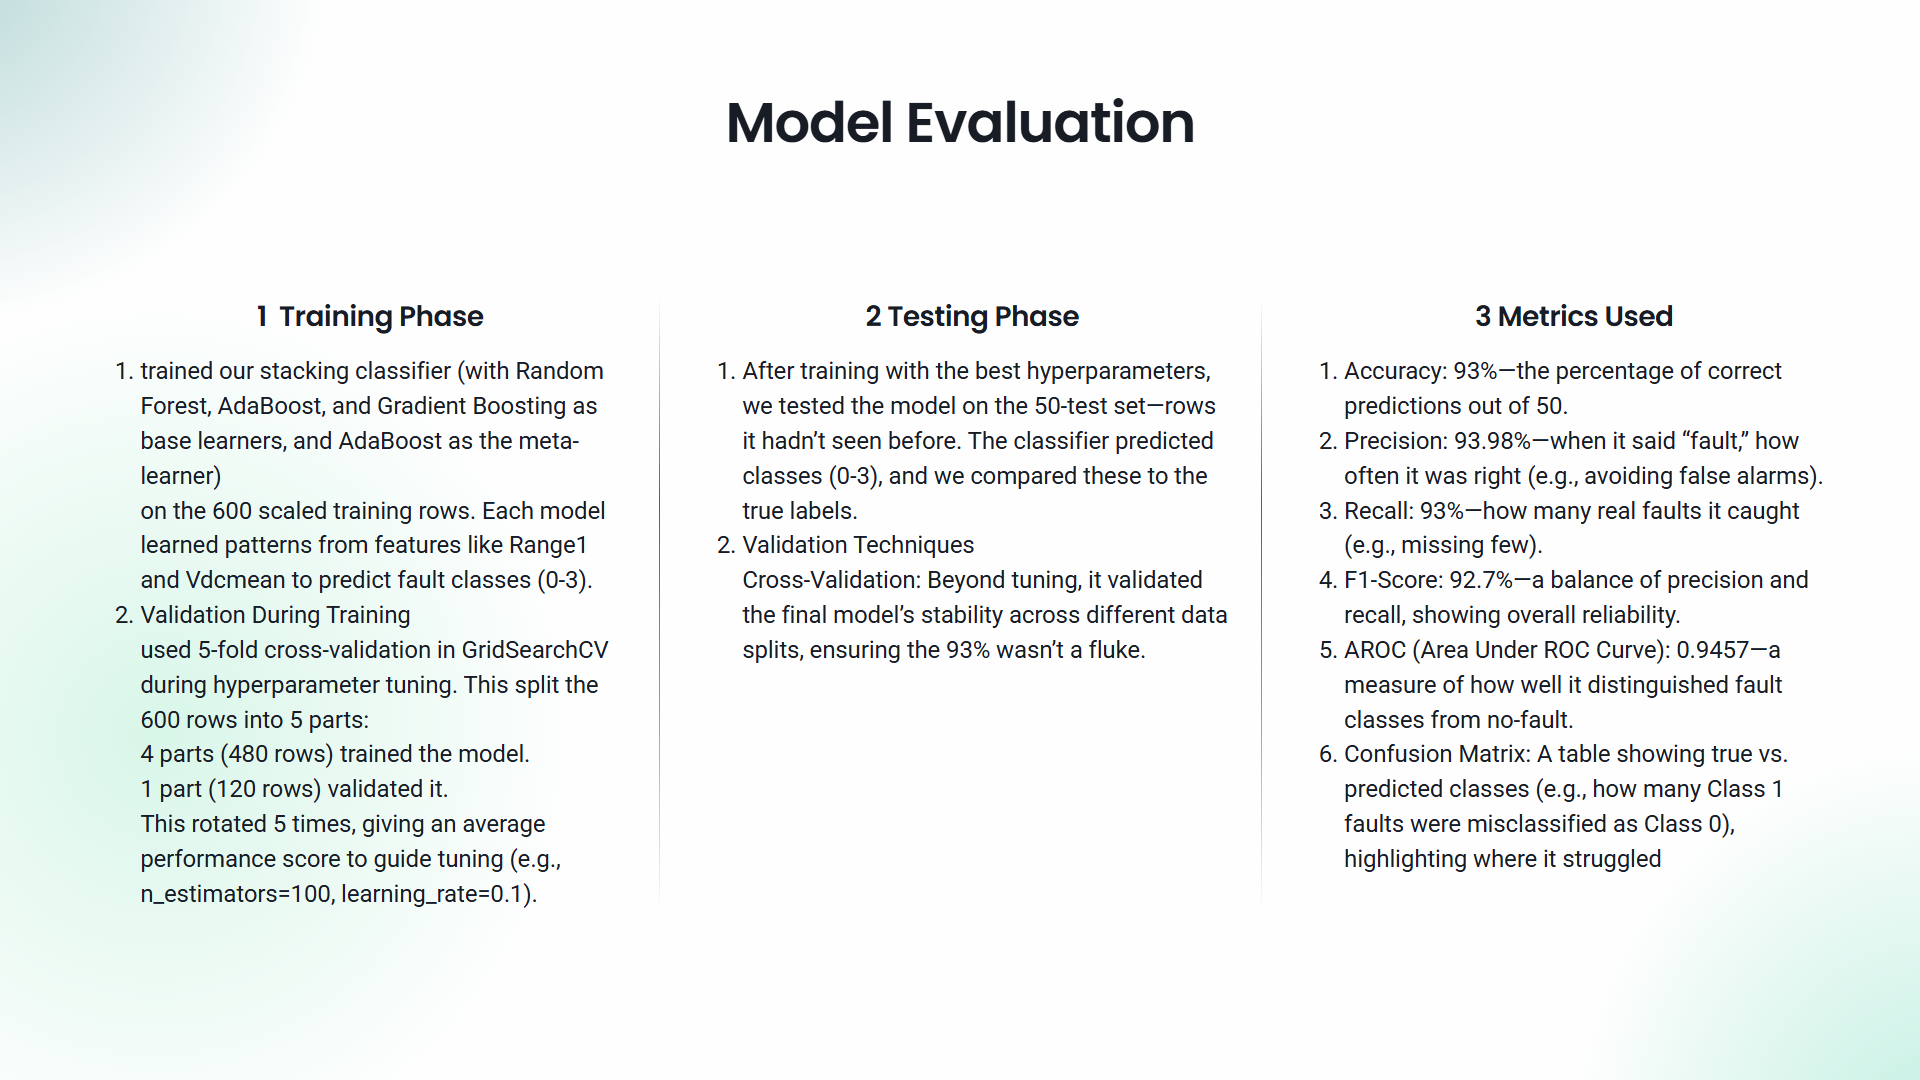 Model Evaluation
1 Training Phase
1. trained our stacking classifier (with Random
Forest, AdaBoost, and Gradient Boosting as
base learners, and AdaBoost as the meta-
learner)
on the 600 scaled training rows. Each model
learned patterns from features like Range1
and Vdcmean to predict fault classes (0-3).
2. Validation During Training
used 5-fold cross-validation in GridSearchCV
during hyperparameter tuning. This split the
600 rows into 5 parts:
4 parts (480 rows) trained the model.
1 part (120 rows) validated it.
This rotated 5 times, giving an average
performance score to guide tuning (e.g.,
n_estimators=100, learning_rate=0.1).
2 Testing Phase
1. After training with the best hyperparameters,
we tested the model on the 50-test set—rows
it hadn’t seen before. The classifier predicted
classes (0-3), and we compared these to the
true labels.
2. Validation Techniques
Cross-Validation: Beyond tuning, it validated
the final model’s stability across different data
splits, ensuring the 93% wasn’t a fluke.
3 Metrics Used
1. Accuracy: 93%—the percentage of correct
predictions out of 50.
2. Precision: 93.98%—when it said “fault,” how
often it was right (e.g., avoiding false alarms).
3. Recall: 93%—how many real faults it caught
(e.g., missing few).
4. F1-Score: 92.7%—a balance of precision and
recall, showing overall reliability.
5. AROC (Area Under ROC Curve): 0.9457—a
measure of how well it distinguished fault
classes from no-fault.
6. Confusion Matrix: A table showing true vs.
predicted classes (e.g., how many Class 1
faults were misclassified as Class 0),
highlighting where it struggled